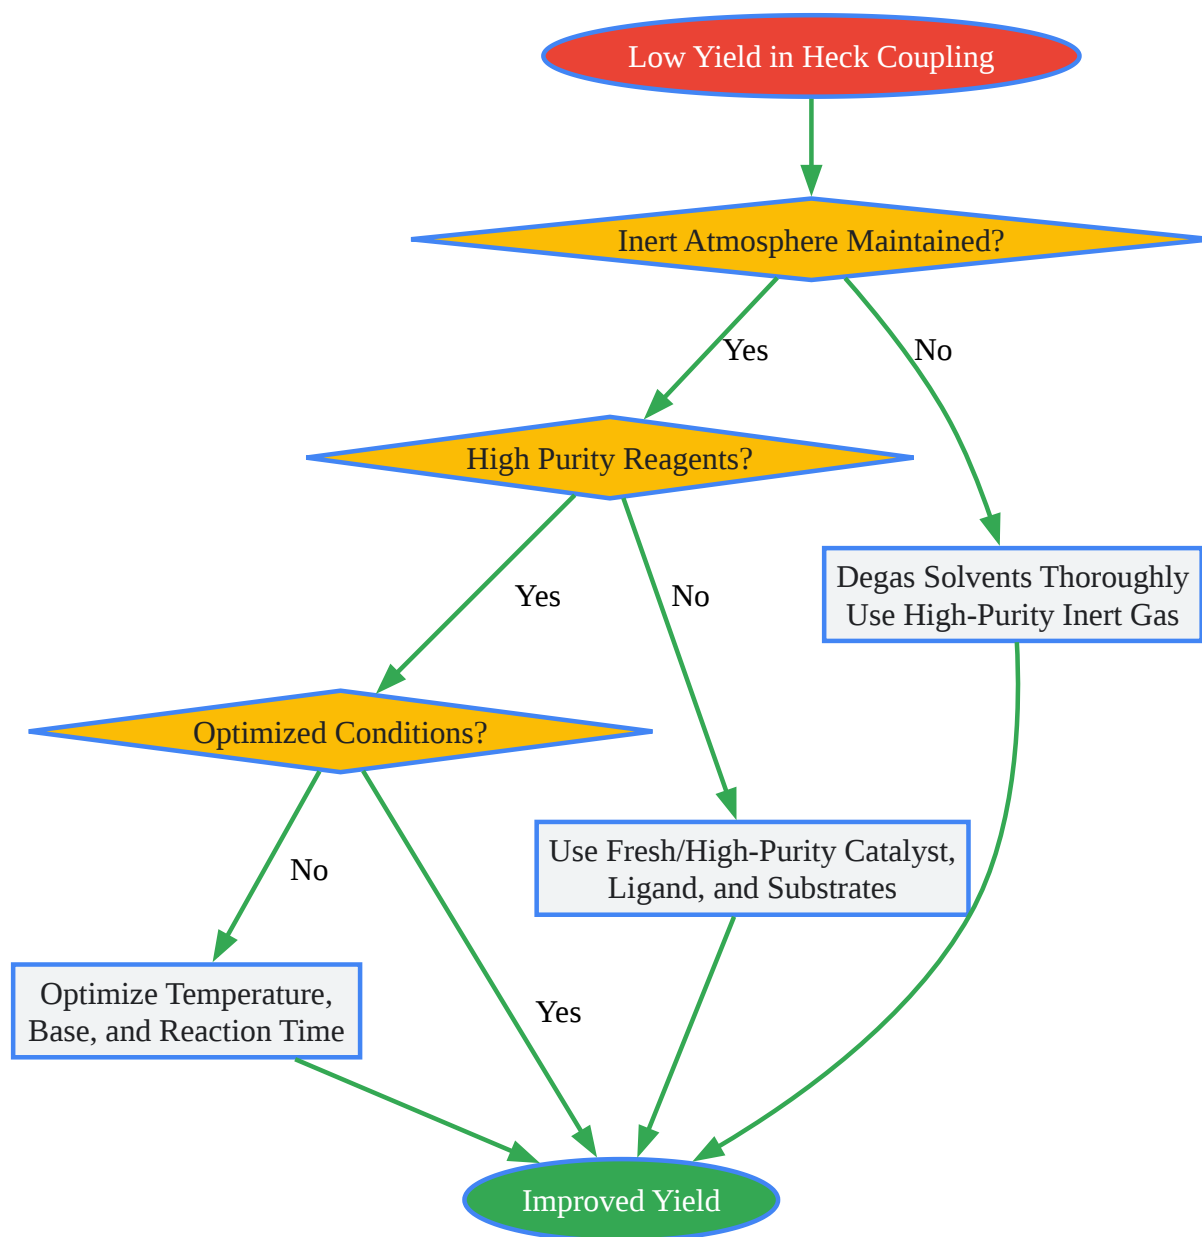 Low Yield in Heck Coupling
Inert Atmosphere Maintained?
Yes
No
High Purity Reagents?
Degas Solvents Thoroughly
Use High-Purity Inert Gas
Yes
No
Optimized Conditions?
Use Fresh/High-Purity Catalyst,
Ligand, and Substrates
No
Optimize Temperature,
Base, and Reaction Time
Yes
Improved Yield